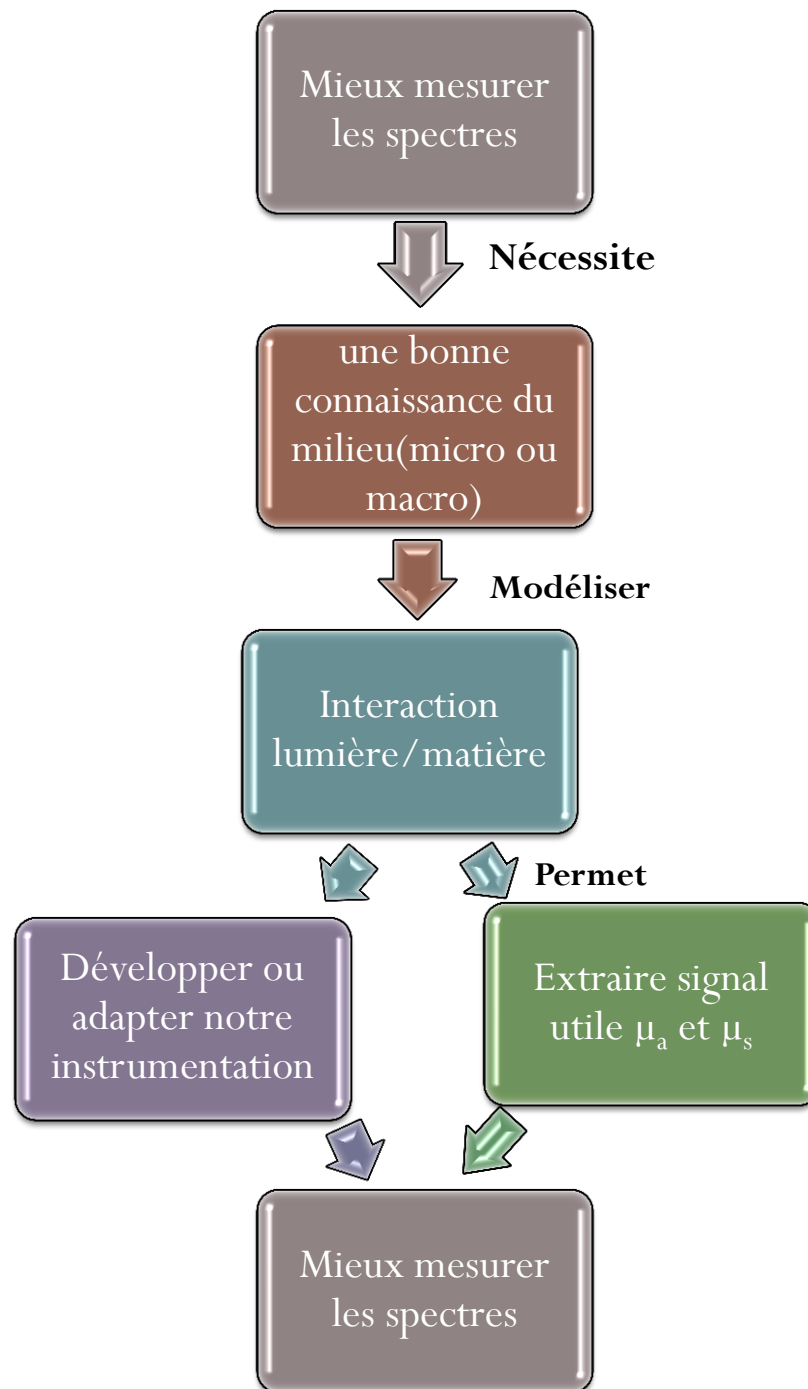 Mieux mesurer
les spectres
Nécessite
une bonne
connaissance du
milieu(micro ou
macro)
Modéliser
Interaction
lumière/matière
Permet
Développer ou
adapter notre
instrumentation
Extraire signal
utile µₐ et µₛ
Mieux mesurer
les spectres